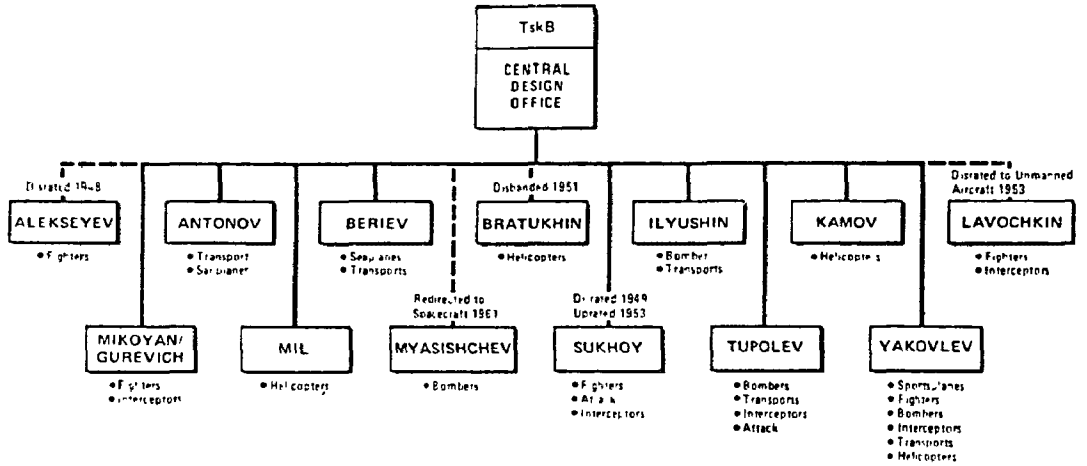 TskB
CENTRAL
DESIGN
OFFICE
Disrated 1948
ALEKSEYEV
• Fighters
ANTONOV
• Transport
• Sailplanes
BERIEV
• Seaplanes
• Transports
Disbanded 1951
BRATUKHIN
• Helicopters
ILYUSHIN
• Bomber
• Transports
KAMOV
• Helicopters
Disrated to Unmanned
Aircraft 1953
LAVOCHKIN
• Fighters
• Interceptors
MIKOYAN/
GUREVICH
• Fighters
• Interceptors
MIL
• Helicopters
Redirected to
Spacecraft 1961
MYASISHCHEV
• Bombers
Disrated 1949
Uprated 1953
SUKHOY
• Fighters
• Attack
• Interceptors
TUPOLEV
• Bombers
• Transports
• Interceptors
• Attack
YAKOVLEV
• Sportsplanes
• Fighters
• Bombers
• Interceptors
• Transports
• Helicopters